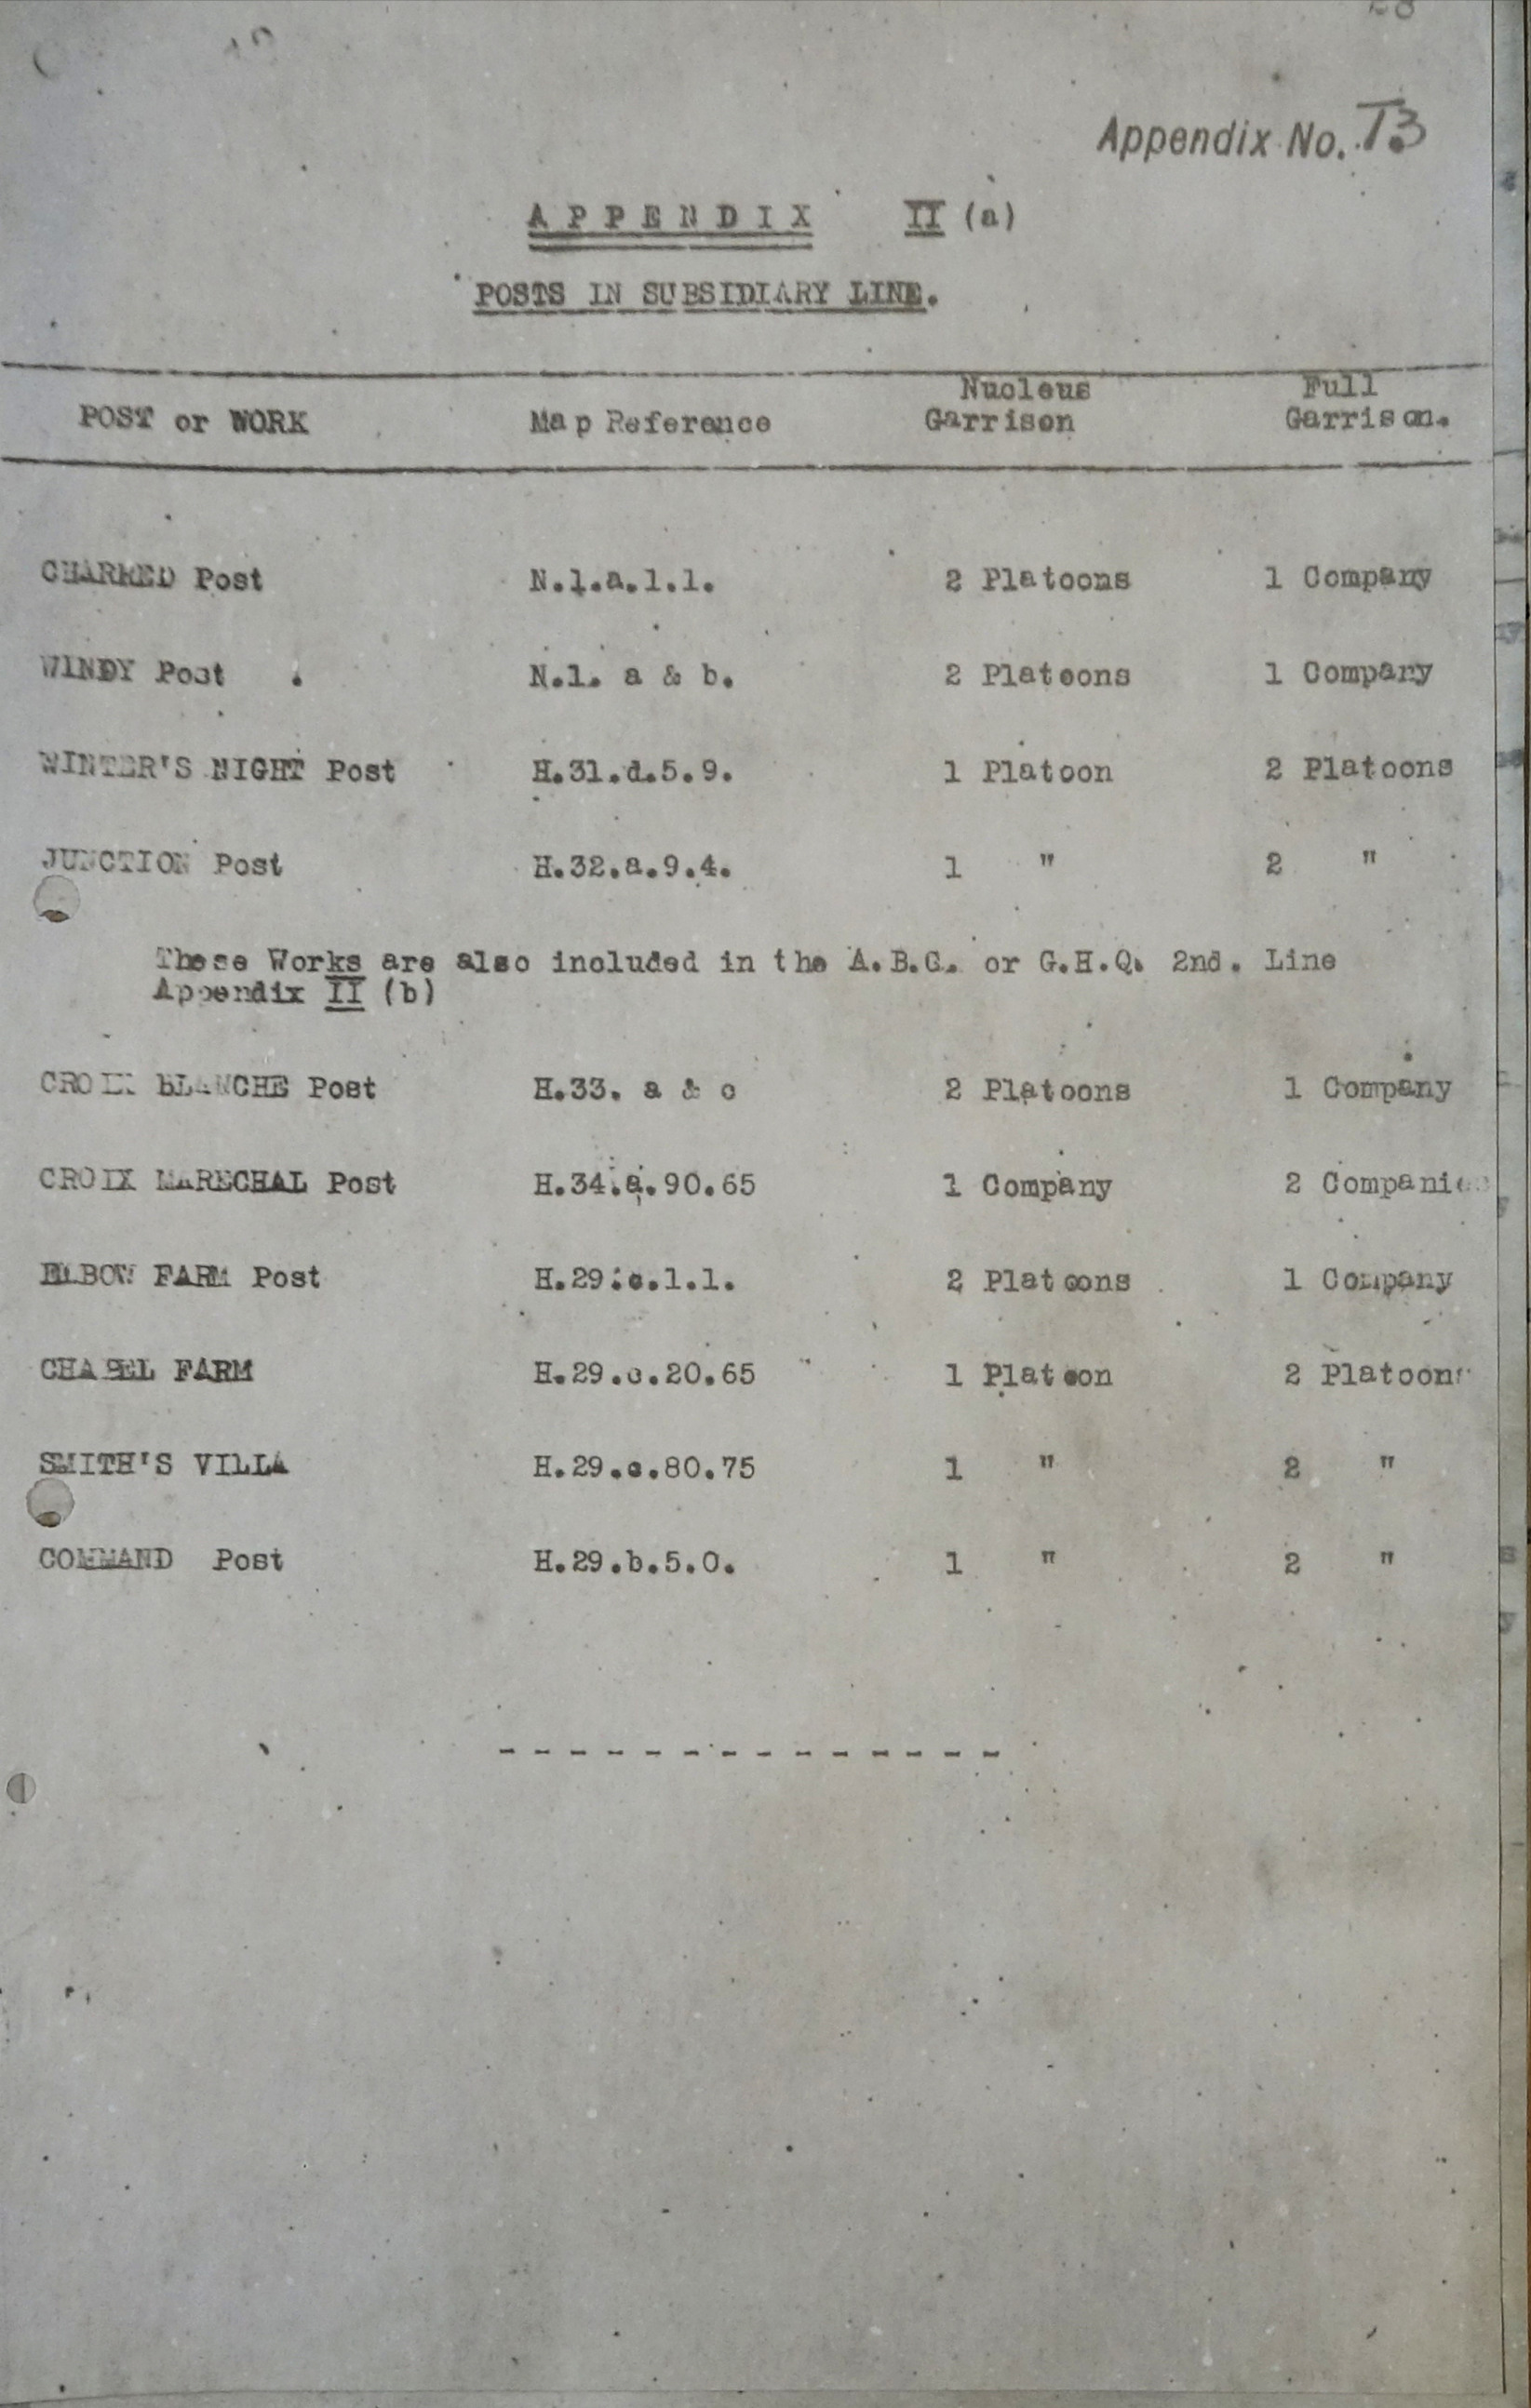 Appendix No. T.3
APPENDIX II (a)
POSTS IN SUBSIDIARY LINE.
POST or WORK Map Reference Nucleus Garrison Full Garrison.
CHARRED Post N.1.a.1.1. 2 Platoons 1 Company
WINDY Post . N.1. a & b. 2 Platoons 1 Company
WINTER'S NIGHT Post H.31.d.5.9. 1 Platoon 2 Platoons
JUNCTION Post H.32.a.9.4. 1 " 2 "
These Works are also included in the A.B.C. or G.H.Q. 2nd. Line
Appendix II (b)
CROIX BLANCHE Post H.33. a & c 2 Platoons 1 Company
CROIX MARECHAL Post H.34.a.90.65 1 Company 2 Companies
ELBOW FARM Post H.29.c.1.1. 2 Platoons 1 Company
CHAPEL FARM H.29.c.20.65 1 Platoon 2 Platoons
SMITH'S VILLA H.29.c.80.75 1 " 2 "
COMMAND Post H.29.b.5.0. 1 " 2 "
- - - - - - - - - - - - - -